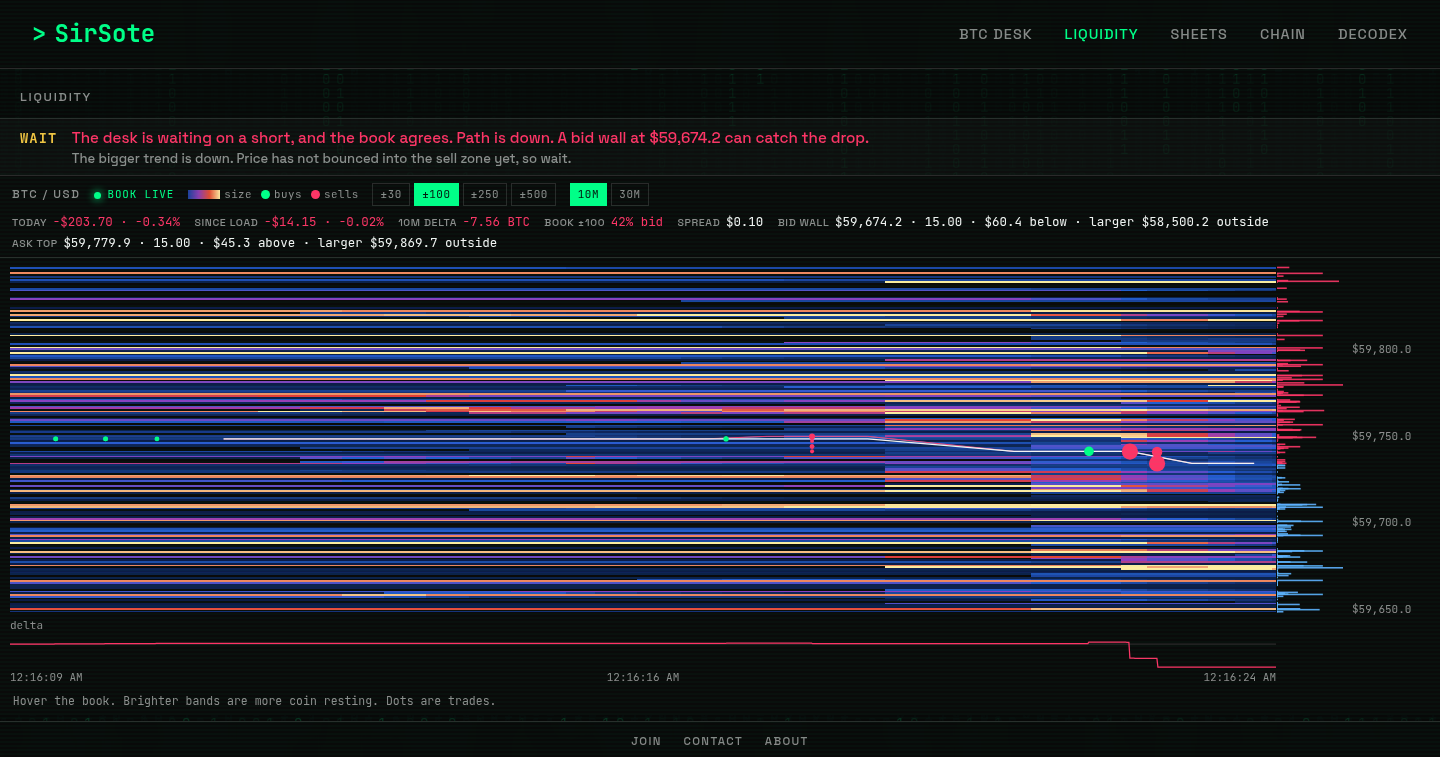 > SirSote
BTC DESK LIQUIDITY SHEETS CHAIN DECODEX
LIQUIDITY
WAIT The desk is waiting on a short, and the book agrees. Path is down. A bid wall at $59,674.2 can catch the drop.
The bigger trend is down. Price has not bounced into the sell zone yet, so wait.
BTC / USD BOOK LIVE size buys sells ±30 ±100 ±250 ±500 10M 30M
TODAY -$203.70 · -0.34% SINCE LOAD -$14.15 · -0.02% 10M DELTA -7.56 BTC BOOK ±100 42% bid SPREAD $0.10 BID WALL $59,674.2 · 15.00 · $60.4 below · larger $58,500.2 outside
ASK TOP $59,779.9 · 15.00 · $45.3 above · larger $59,869.7 outside
$59,800.0
$59,750.0
$59,700.0
$59,650.0
delta
12:16:09 AM 12:16:16 AM 12:16:24 AM
Hover the book. Brighter bands are more coin resting. Dots are trades.
JOIN CONTACT ABOUT